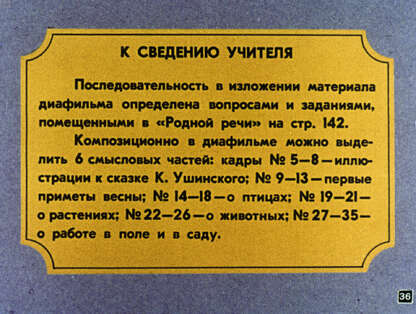 К СВЕДЕНИЮ УЧИТЕЛЯ
Последовательность в изложении материала
диафильма определена вопросами и заданиями,
помещенными в «Родной речи» на стр. 142.
Композиционно в диафильме можно выде-
лить 6 смысловых частей: кадры № 5–8 — иллю-
страции к сказке К. Ушинского; № 9–13 — первые
приметы весны; № 14–18 — о птицах; № 19–21 —
о растениях; № 22–26 — о животных; № 27–35 —
о работе в поле и в саду.
36